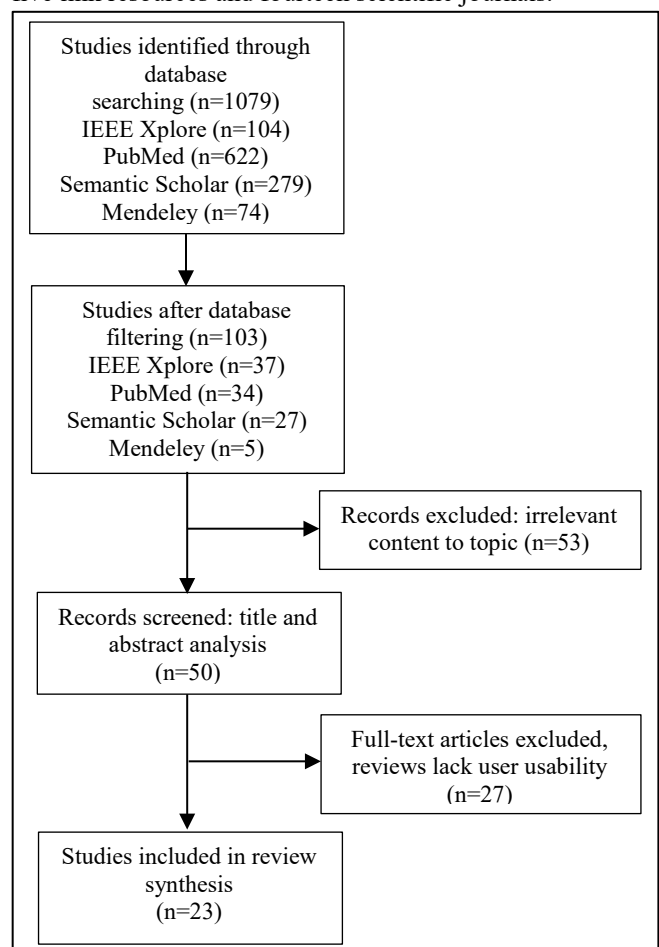 Studies identified through
database
searching (n=1079)
IEEE Xplore (n=104)
PubMed (n=622)
Semantic Scholar (n=279)
Mendeley (n=74)
Studies after database
filtering (n=103)
IEEE Xplore (n=37)
PubMed (n=34)
Semantic Scholar (n=27)
Mendeley (n=5)
Records excluded: irrelevant
content to topic (n=53)
Records screened: title and
abstract analysis
(n=50)
Full-text articles excluded,
reviews lack user usability
(n=27)
Studies included in review
synthesis
(n=23)